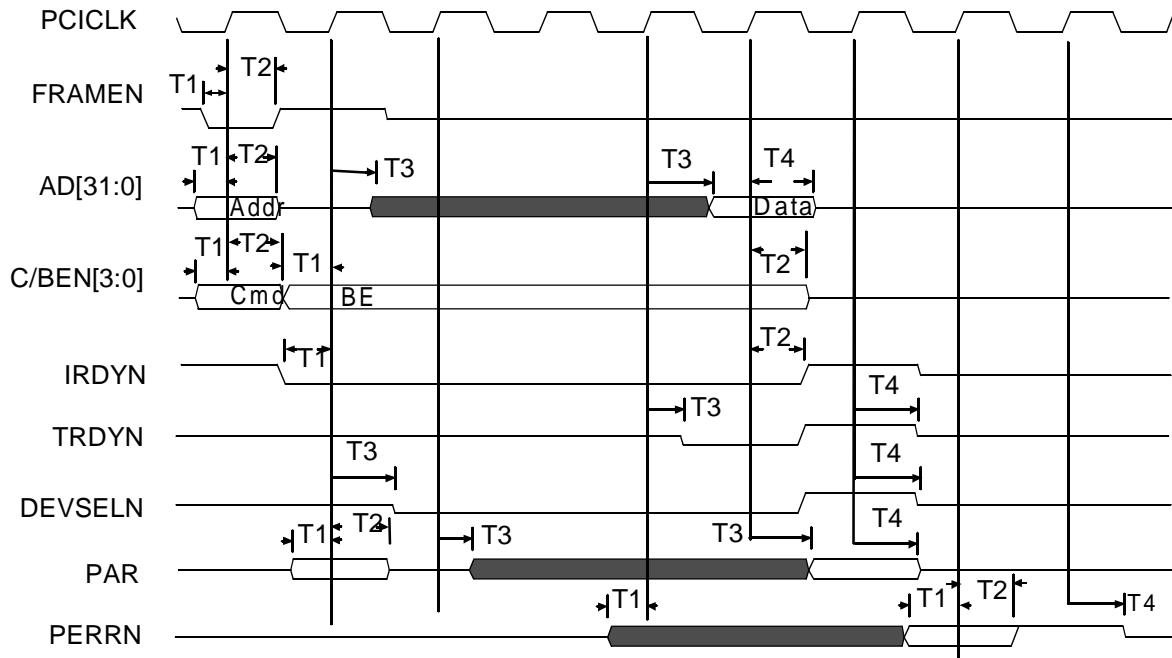 PCICLK
T2
T1
FRAMEN
T1 T2 T3 T3 T4
AD[31:0]
Addr Data
T1 T2 T1 T2
C/BEN[3:0]
Cmd BE
T1 T2
IRDYN
T4
T3
TRDYN
T3 T4
DEVSELN
T1 T2 T3 T3 T4
PAR
T1 T1 T2 T4
PERRN